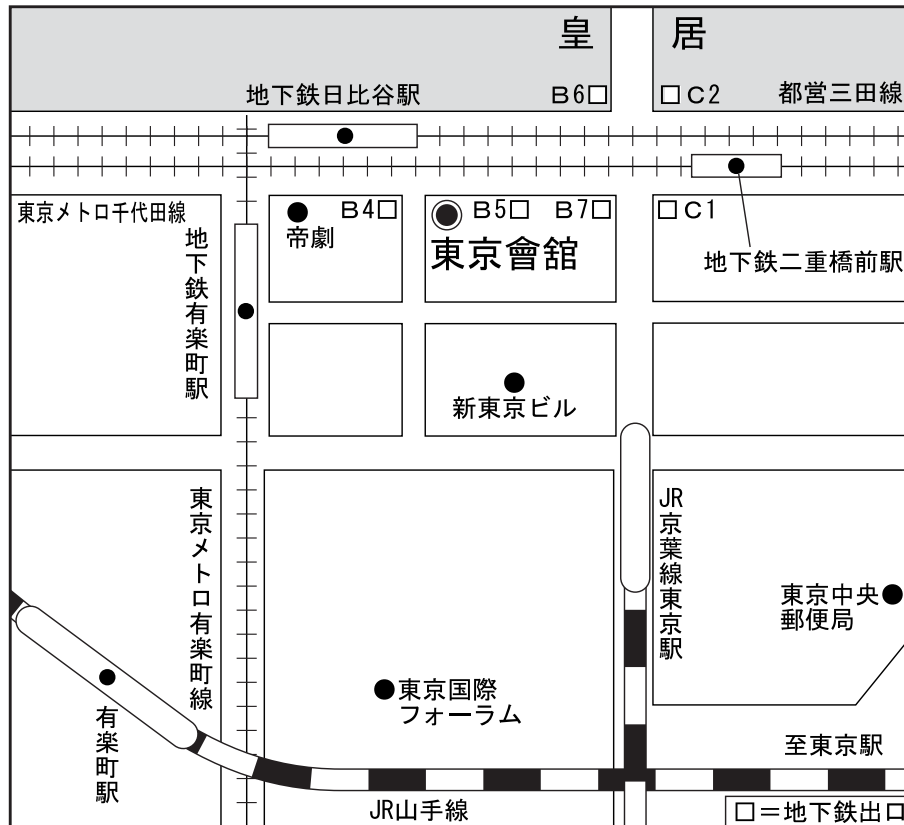 皇居
地下鉄日比谷駅
B6□
□C2
都営三田線
東京メトロ千代田線
帝劇
B4□
B5□
B7□
東京會舘
□C1
地下鉄二重橋前駅
地下鉄有楽町駅
新東京ビル
東京メトロ有楽町線
JR京葉線東京駅
東京中央
郵便局
東京国際
フォーラム
有楽町駅
至東京駅
JR山手線
□＝地下鉄出口